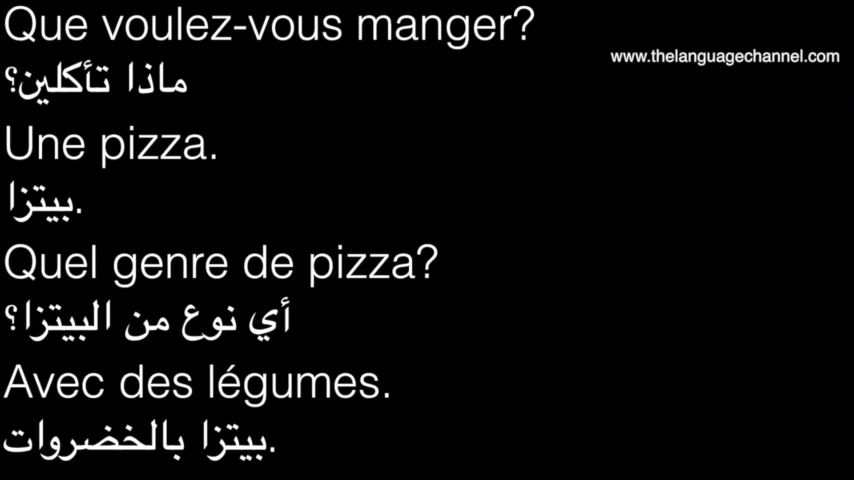 Que voulez-vous manger?
www.thelanguagechannel.com
ماذا تأكلين؟
Une pizza.
بيتزا.
Quel genre de pizza?
أي نوع من البيتزا؟
Avec des légumes.
بيتزا بالخضروات.